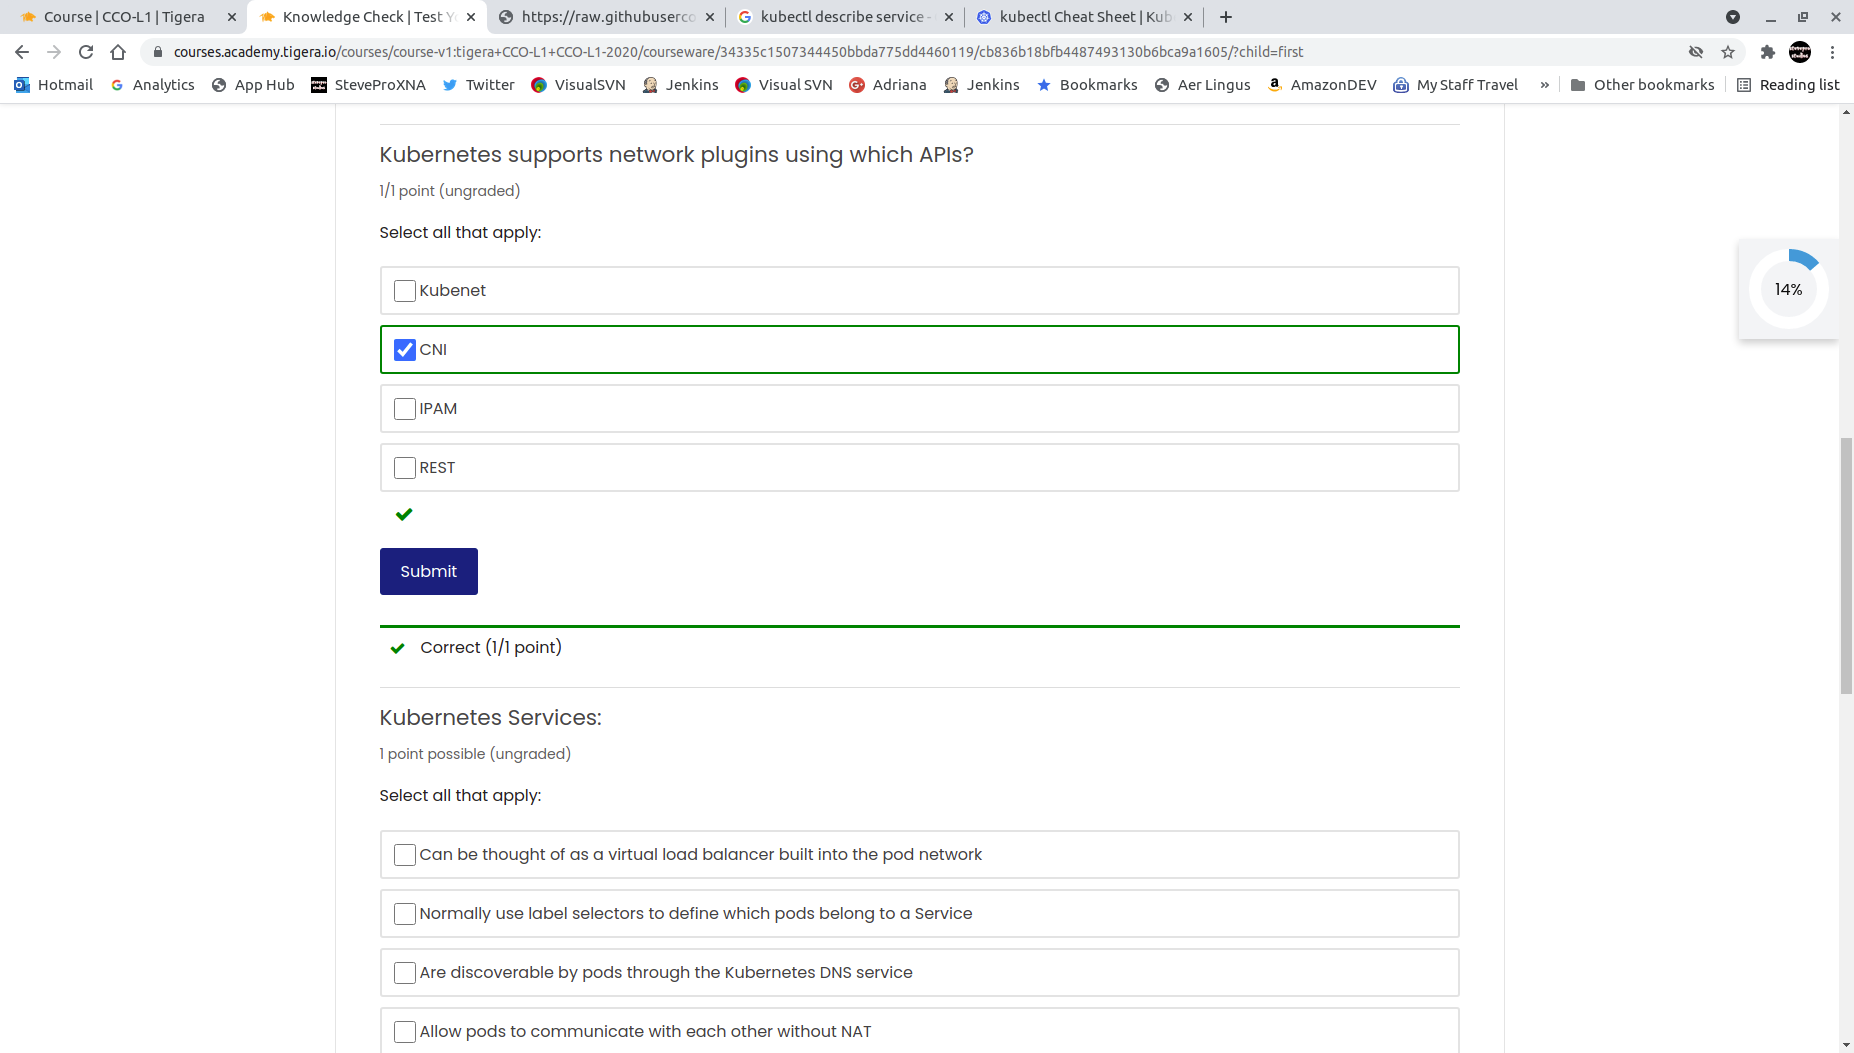 Course | CCO-L1 | Tigera
Knowledge Check | Test Yo
https://raw.githubuserco
kubectl describe service -
kubectl Cheat Sheet | Kub
courses.academy.tigera.io/courses/course-v1:tigera+CCO-L1+CCO-L1-2020/courseware/34335c1507344450bbda775dd4460119/cb836b18bfb4487493130b6bca9a1605/?child=first
Hotmail
Analytics
App Hub
SteveProXNA
Twitter
VisualSVN
Jenkins
Visual SVN
Adriana
Jenkins
Bookmarks
Aer Lingus
AmazonDEV
My Staff Travel
»
Other bookmarks
Reading list
Kubernetes supports network plugins using which APIs?
1/1 point (ungraded)
Select all that apply:
Kubenet
CNI
IPAM
REST
Submit
Correct (1/1 point)
14%
Kubernetes Services:
1 point possible (ungraded)
Select all that apply:
Can be thought of as a virtual load balancer built into the pod network
Normally use label selectors to define which pods belong to a Service
Are discoverable by pods through the Kubernetes DNS service
Allow pods to communicate with each other without NAT